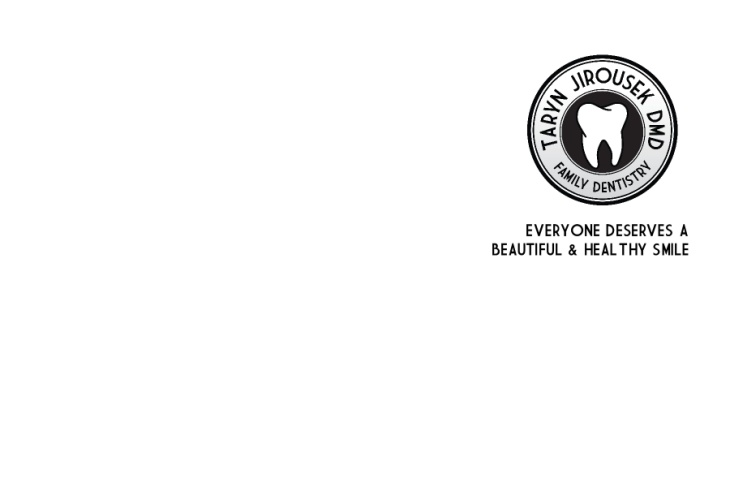 TARYN JIROUSEK DMD
FAMILY DENTISTRY
EVERYONE DESERVES A
BEAUTIFUL & HEALTHY SMILE